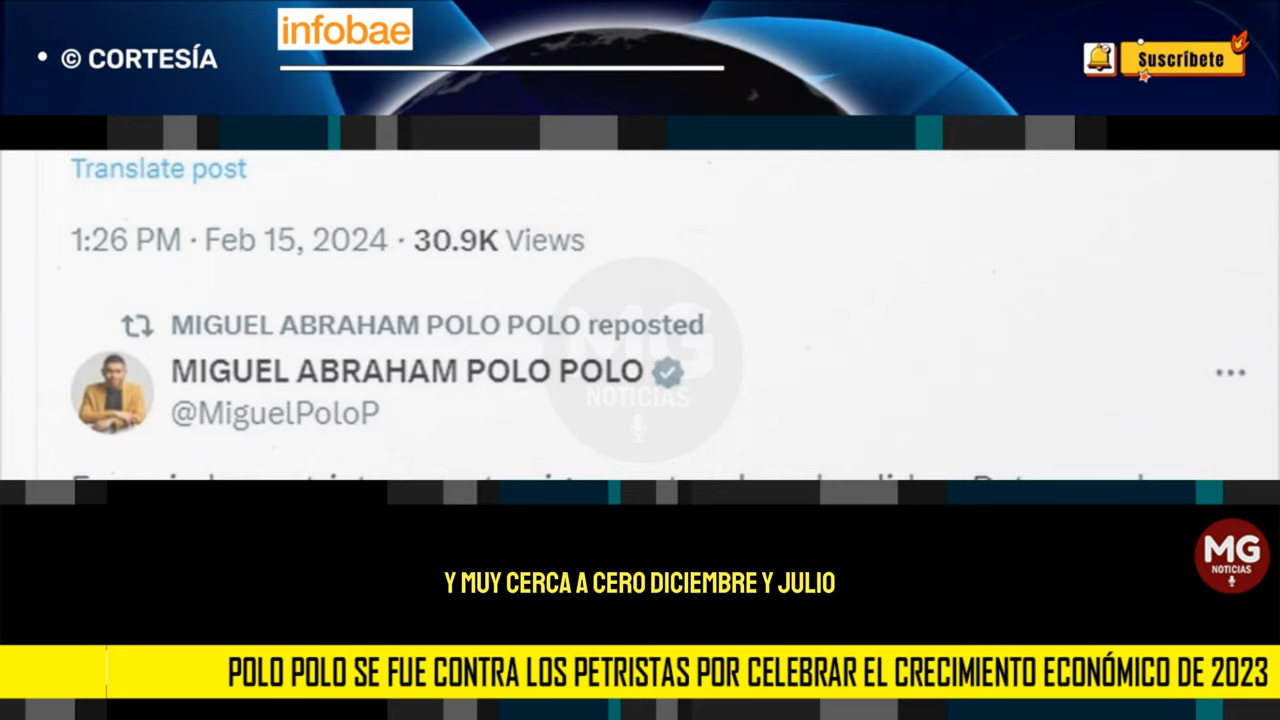 • © CORTESÍA
infobae
Suscríbete
Translate post
1:26 PM · Feb 15, 2024 · 30.9K Views
MIGUEL ABRAHAM POLO POLO reposted
MIGUEL ABRAHAM POLO POLO
@MiguelPoloP
MG
NOTICIAS
Y MUY CERCA A CERO DICIEMBRE Y JULIO
MG
NOTICIAS
POLO POLO SE FUE CONTRA LOS PETRISTAS POR CELEBRAR EL CRECIMIENTO ECONÓMICO DE 2023